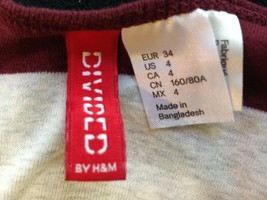 DIVIDED
BY H&M
EUR 34
US 4
CA 4
CN 160/80A
MX 4
Made in
Bangladesh